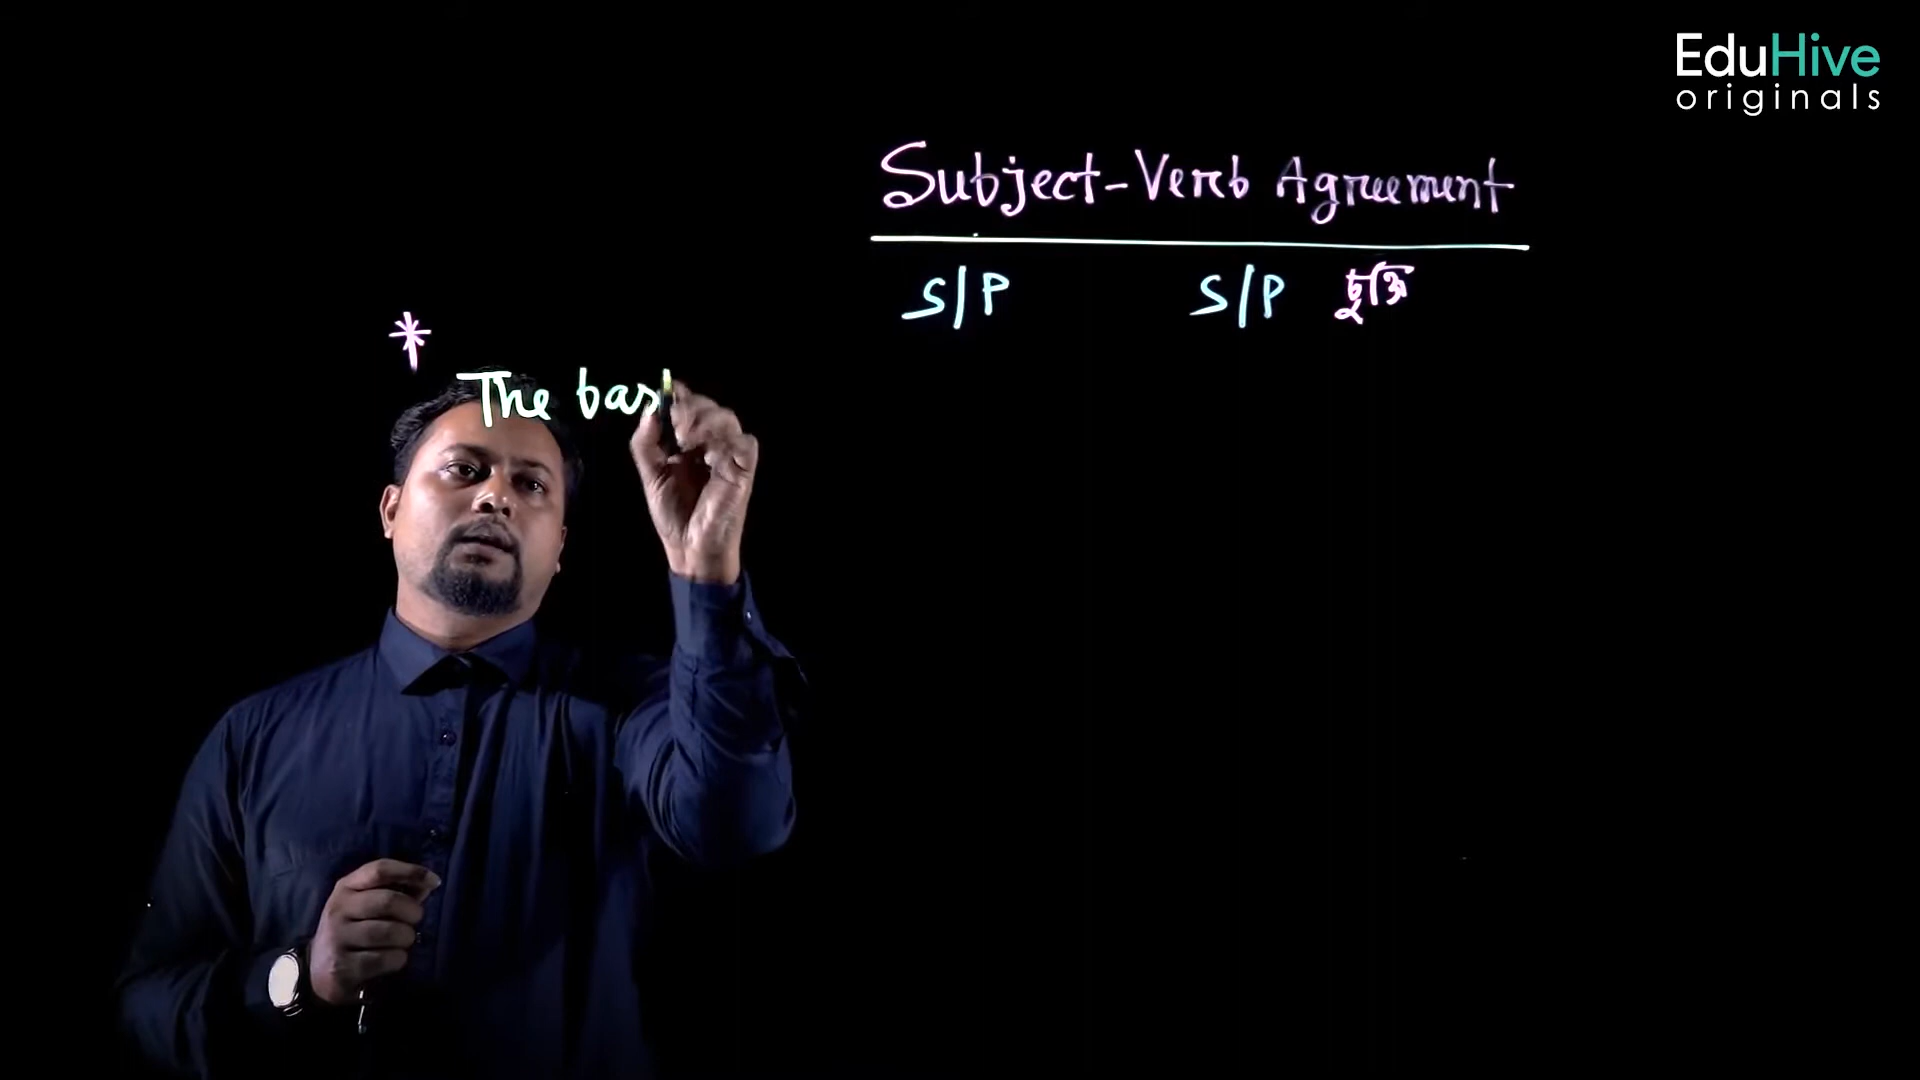 EduHive
originals
Subject-Verb Agreement
S/P S/P চুক্তি
*
The bas